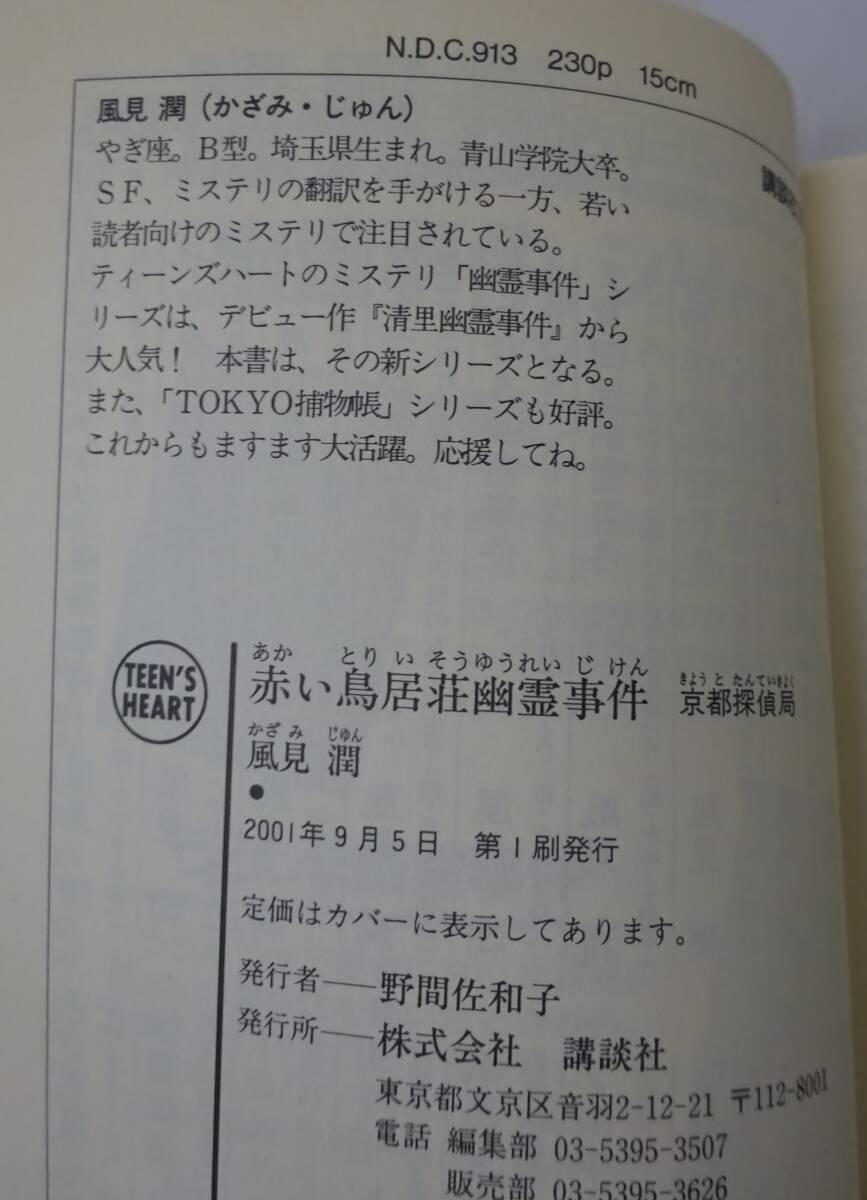 N.D.C.913 230p 15cm
風見 潤（かざみ・じゅん）
やぎ座。B型。埼玉県生まれ。青山学院大卒。
SF、ミステリの翻訳を手がける一方、若い
読者向けのミステリで注目されている。
ティーンズハートのミステリ「幽霊事件」シ
リーズは、デビュー作『清里幽霊事件』から
大人気！ 本書は、その新シリーズとなる。
また、「TOKYO捕物帳」シリーズも好評。
これからもますます大活躍。応援してね。
講談社
TEEN'S
HEART
あか とり い そうゆうれい じ けん きょう と たんていきょく
赤い鳥居荘幽霊事件 京都探偵局
かざ み じゅん
風見 潤
●
2001年9月5日 第1刷発行
定価はカバーに表示してあります。
発行者──野間佐和子
発行所──株式会社 講談社
東京都文京区音羽2-12-21 〒112-8001
電話 編集部 03-5395-3507
販売部 03-5395-3626